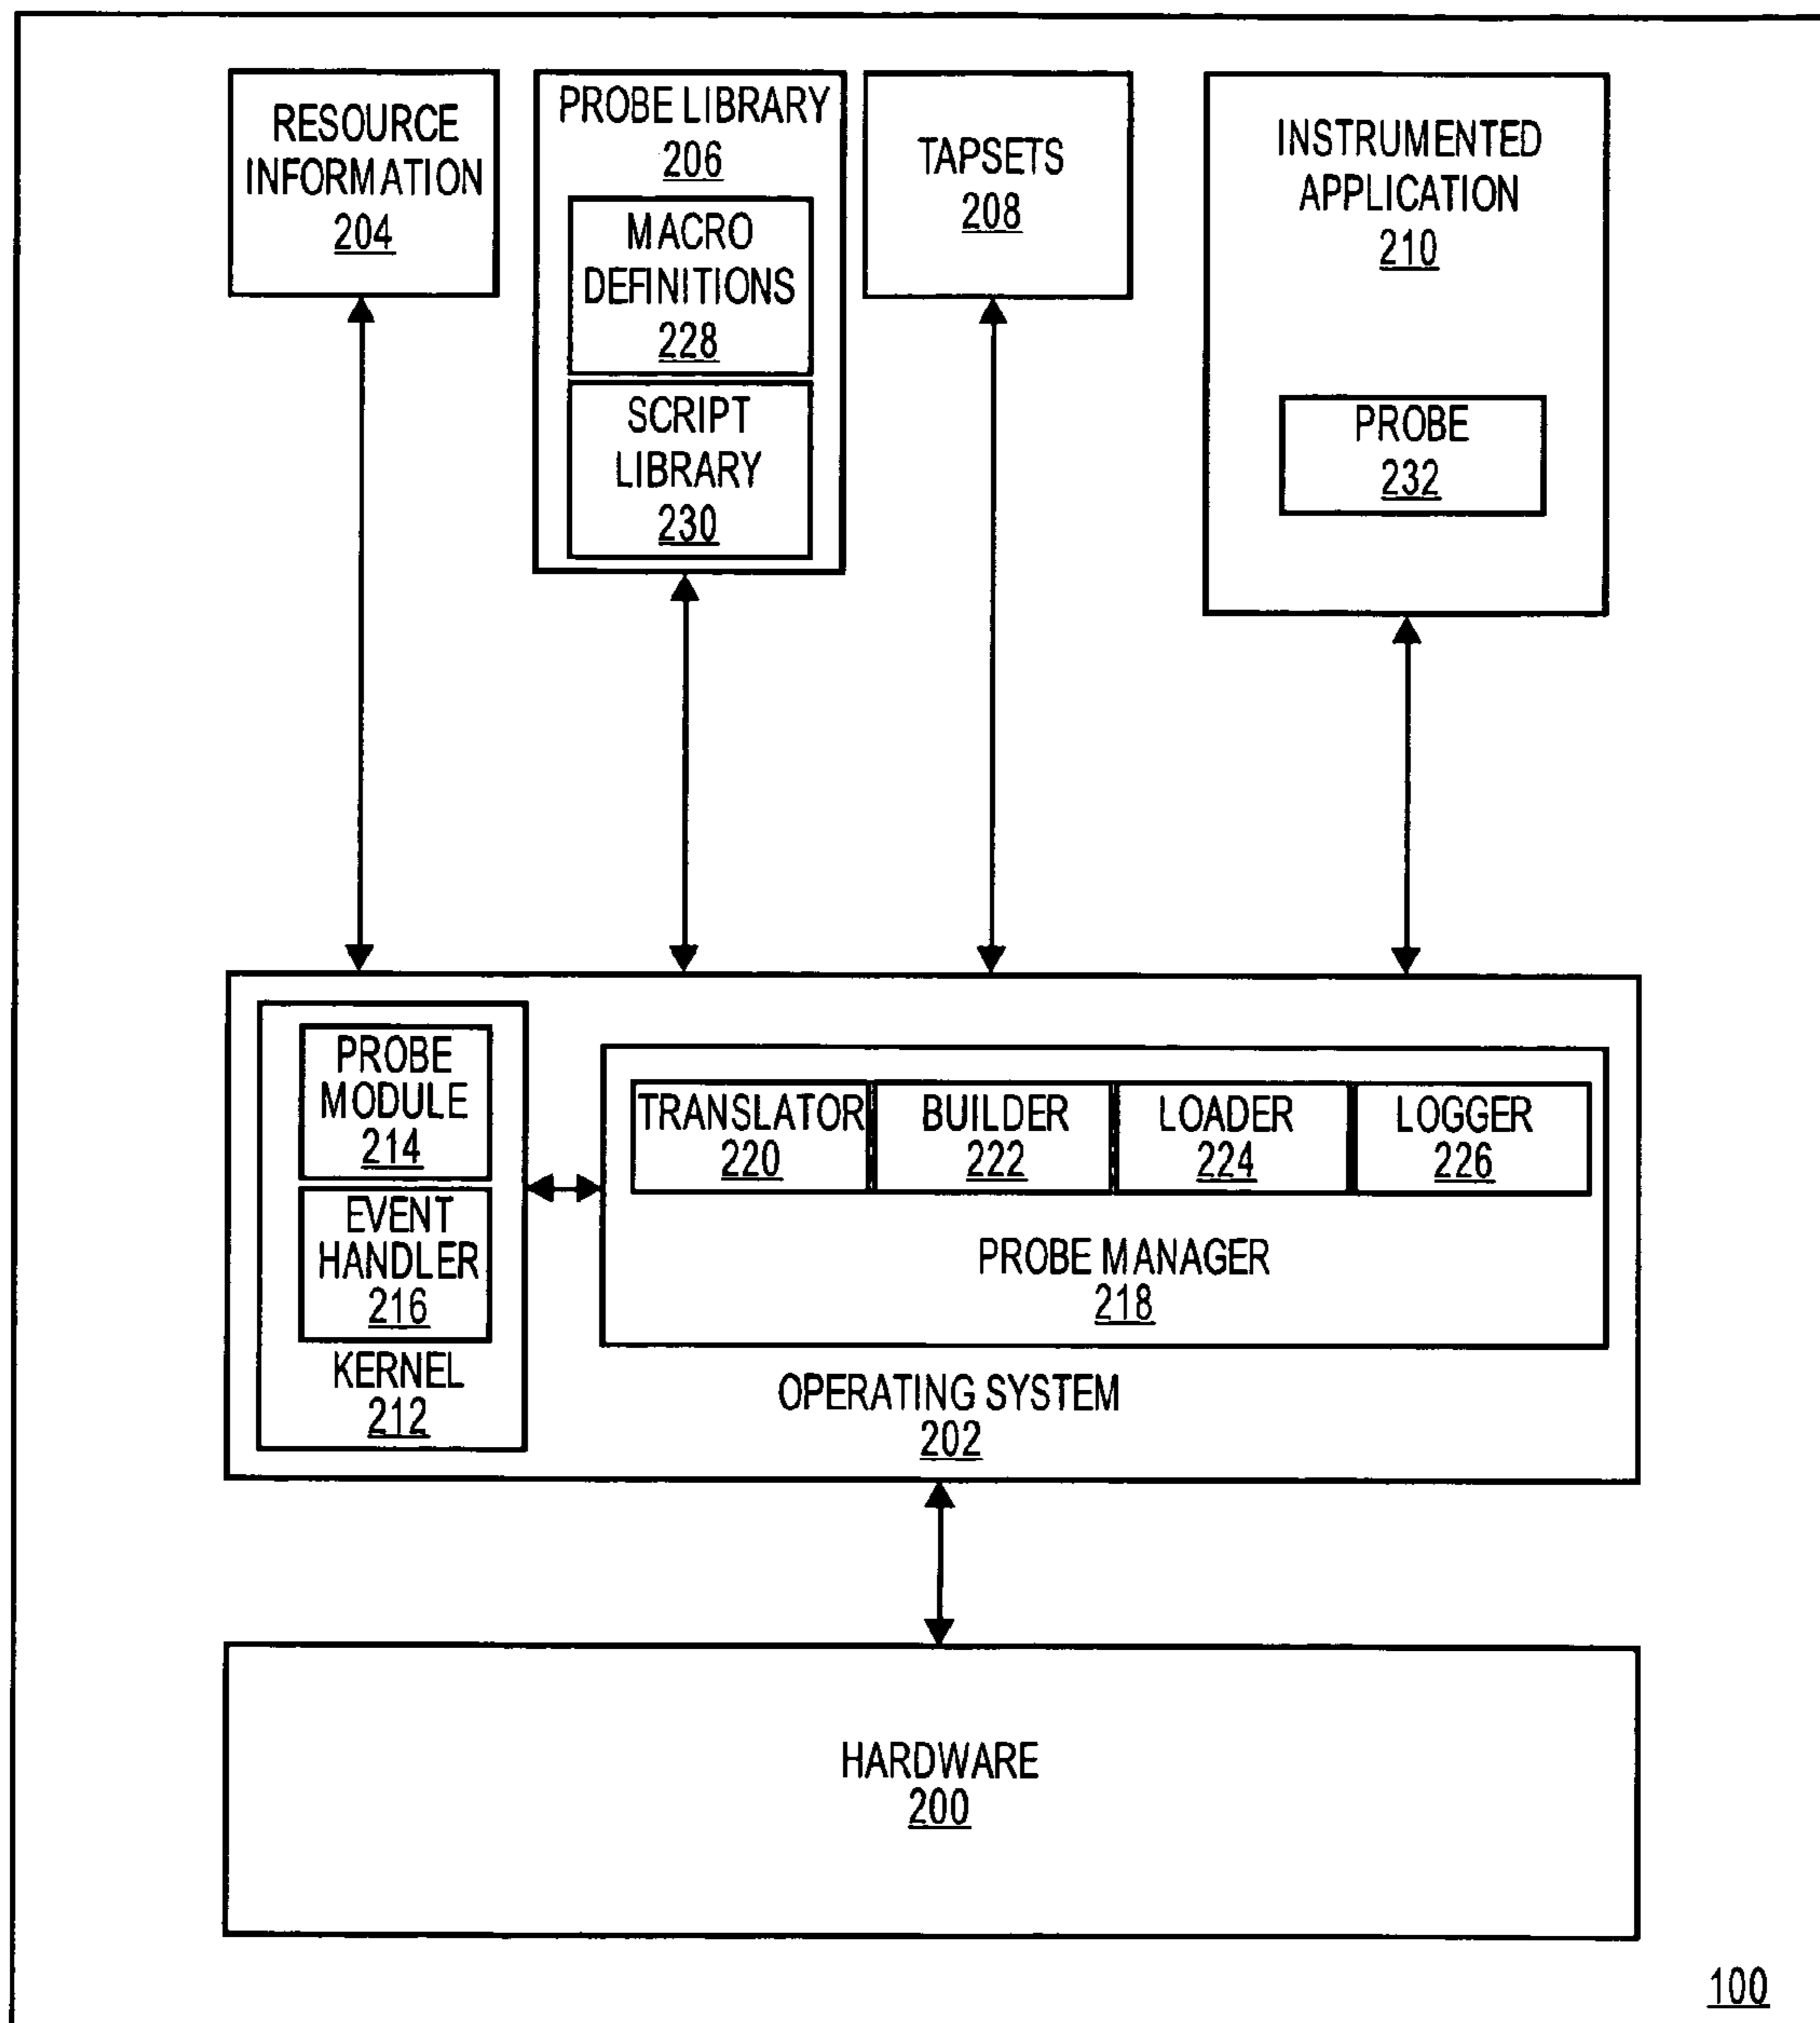 RESOURCE
INFORMATION
204
PROBE LIBRARY
206
MACRO
DEFINITIONS
228
SCRIPT
LIBRARY
230
TAPSETS
208
INSTRUMENTED
APPLICATION
210
PROBE
232
PROBE
MODULE
214
EVENT
HANDLER
216
KERNEL
212
TRANSLATOR
220
BUILDER
222
LOADER
224
LOGGER
226
PROBE MANAGER
218
OPERATING SYSTEM
202
HARDWARE
200
100